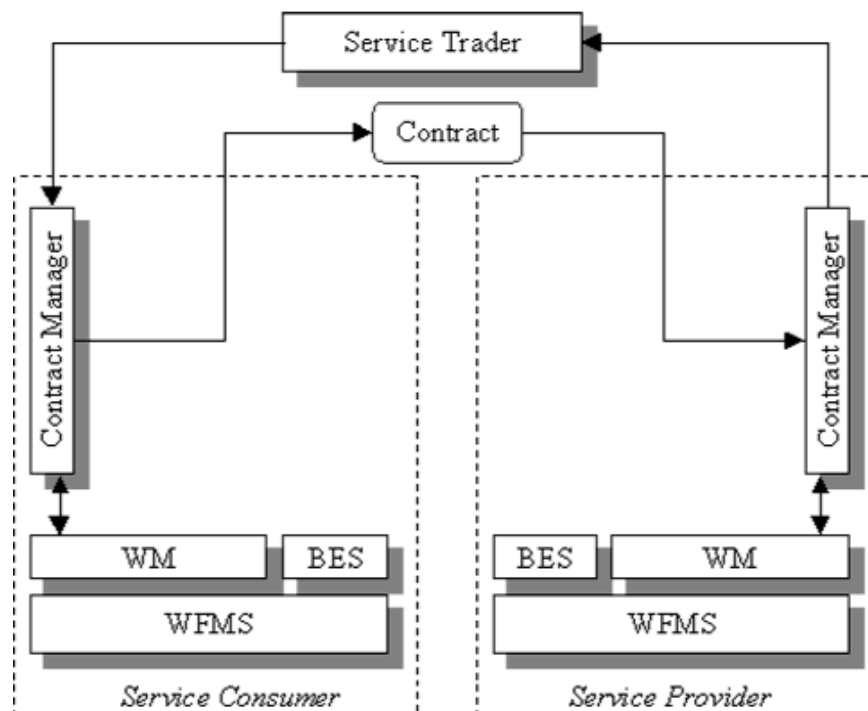 Service Trader
Contract
Contract Manager
Contract Manager
WM
BES
BES
WM
WFMS
WFMS
Service Consumer
Service Provider